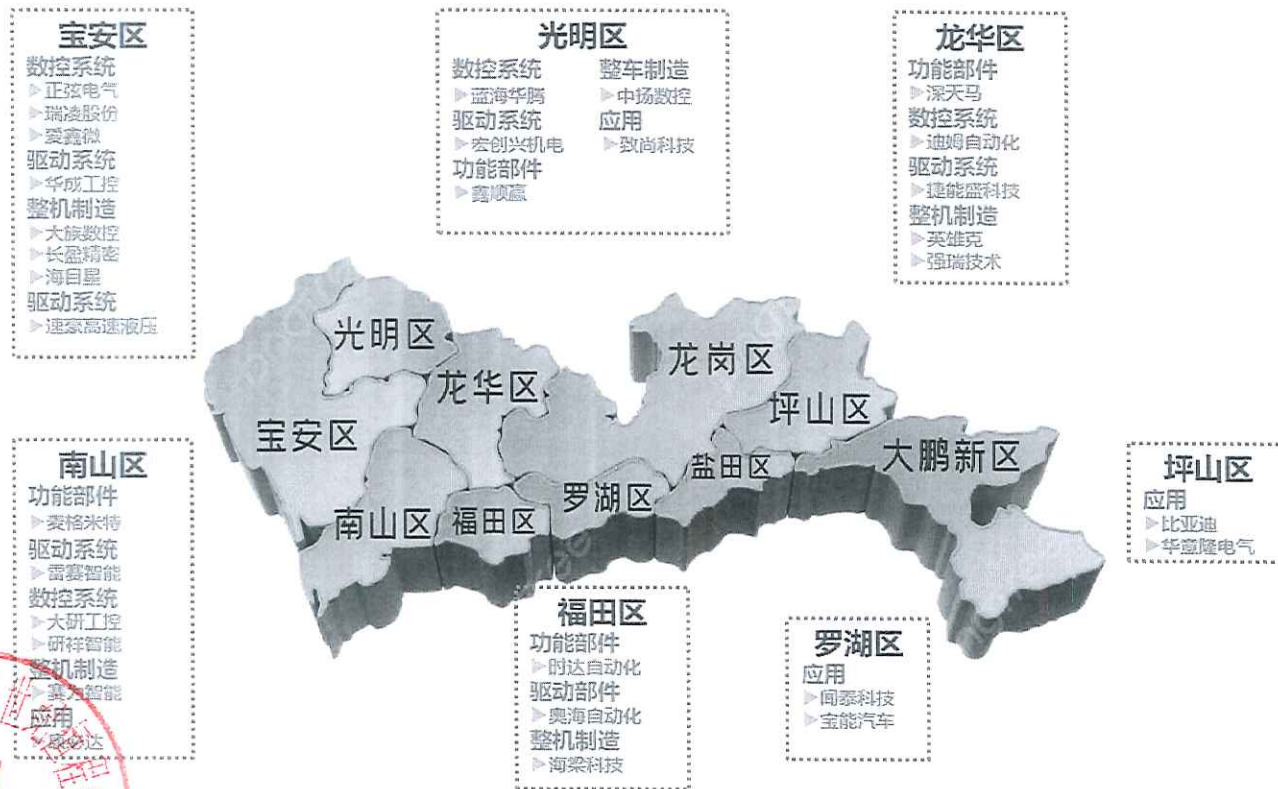 宝安区
数控系统
正弦电气
瑞凌股份
爱鑫微
驱动系统
华成工控
整机制造
大族数控
长盈精密
海目星
驱动系统
速豪高速液压
光明区
数控系统
蓝海华腾
驱动系统
宏创兴机电
功能部件
鑫顺赢
整车制造
中扬数控
应用
致尚科技
龙华区
功能部件
深天马
数控系统
迪姆自动化
驱动系统
捷能盛科技
整机制造
英雄克
强瑞技术
光明区
龙华区
宝安区
南山区
福田区
罗湖区
龙岗区
盐田区
坪山区
大鹏新区
南山区
功能部件
麦格米特
驱动系统
雷赛智能
数控系统
大研工控
研祥智能
整机制造
赛为智能
应用
康必达
福田区
功能部件
时达自动化
驱动部件
奥海自动化
整机制造
海梁科技
罗湖区
应用
闻泰科技
宝能汽车
坪山区
应用
比亚迪
华意隆电气